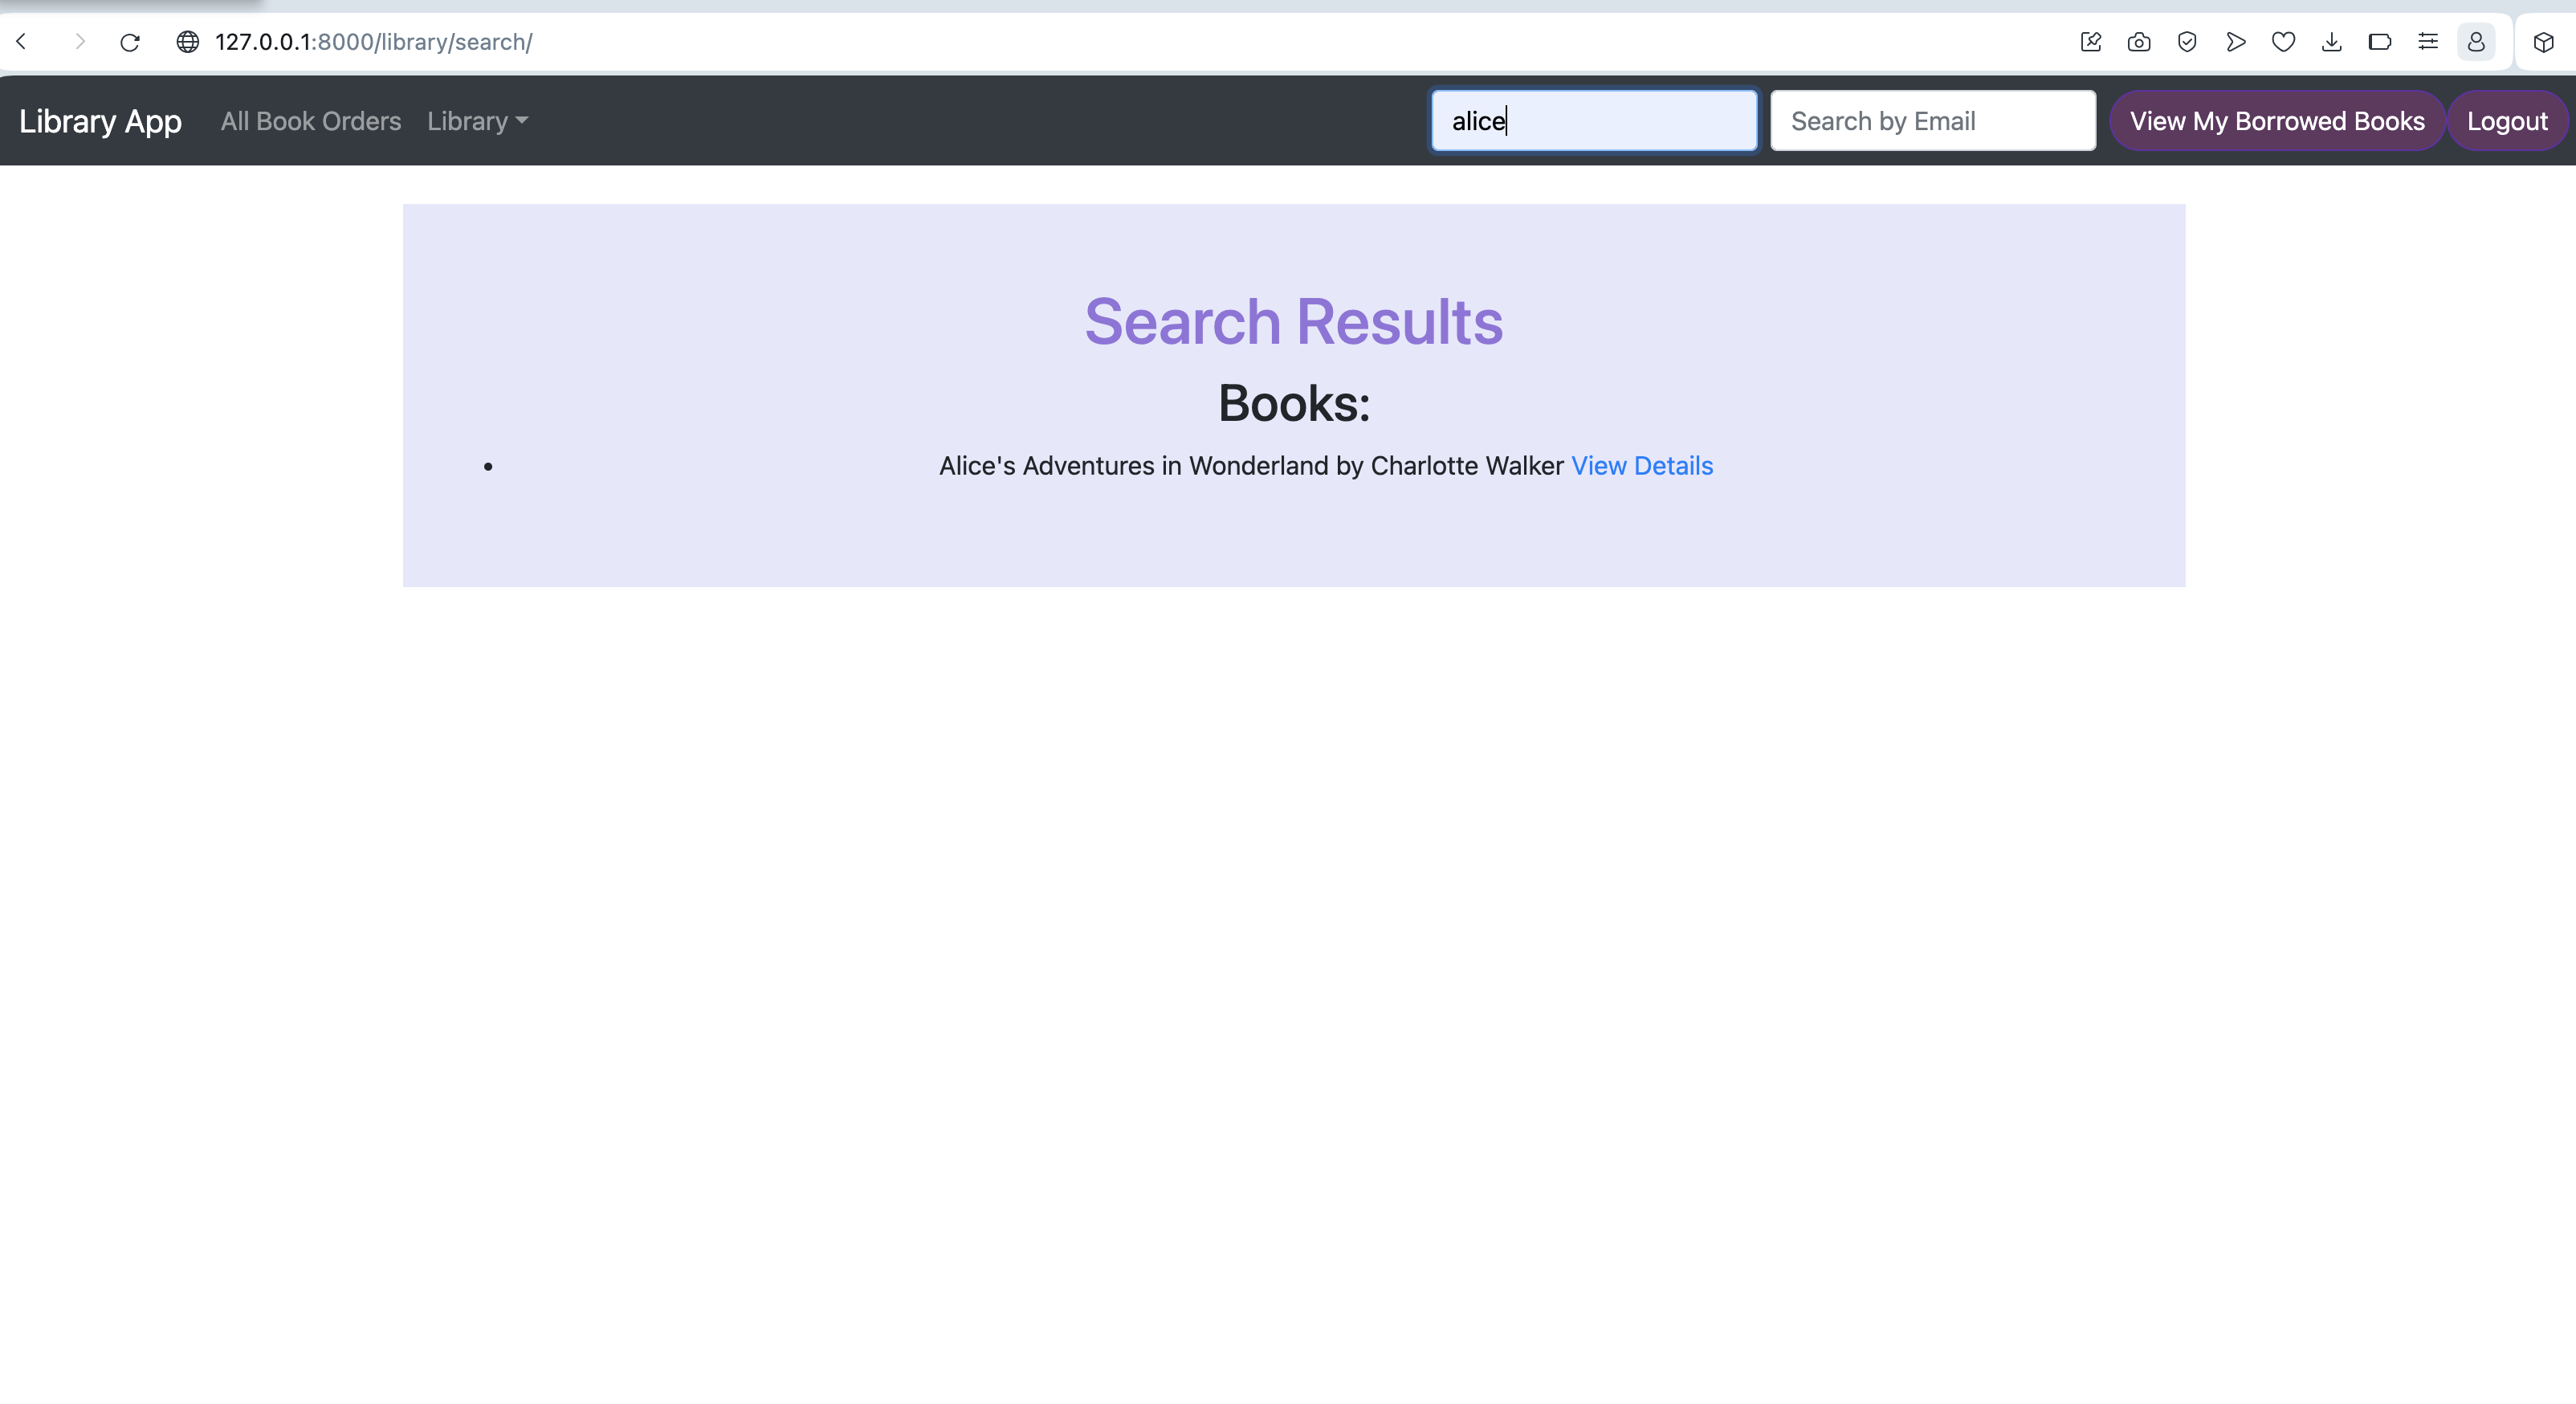 127.0.0.1:8000/library/search/
Library App All Book Orders Library alice Search by Email View My Borrowed Books Logout
Search Results
Books:
• Alice's Adventures in Wonderland by Charlotte Walker View Details